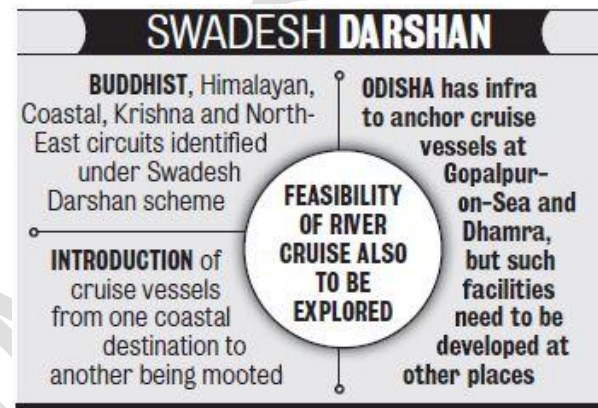 SWADESH DARSHAN
BUDDHIST, Himalayan,
Coastal, Krishna and North-
East circuits identified
under Swadesh
Darshan scheme
INTRODUCTION of
cruise vessels
from one coastal
destination to
another being mooted
FEASIBILITY
OF RIVER
CRUISE ALSO
TO BE
EXPLORED
ODISHA has infra
to anchor cruise
vessels at
Gopalpur-
on-Sea and
Dhamra,
but such
facilities
need to be
developed at
other places